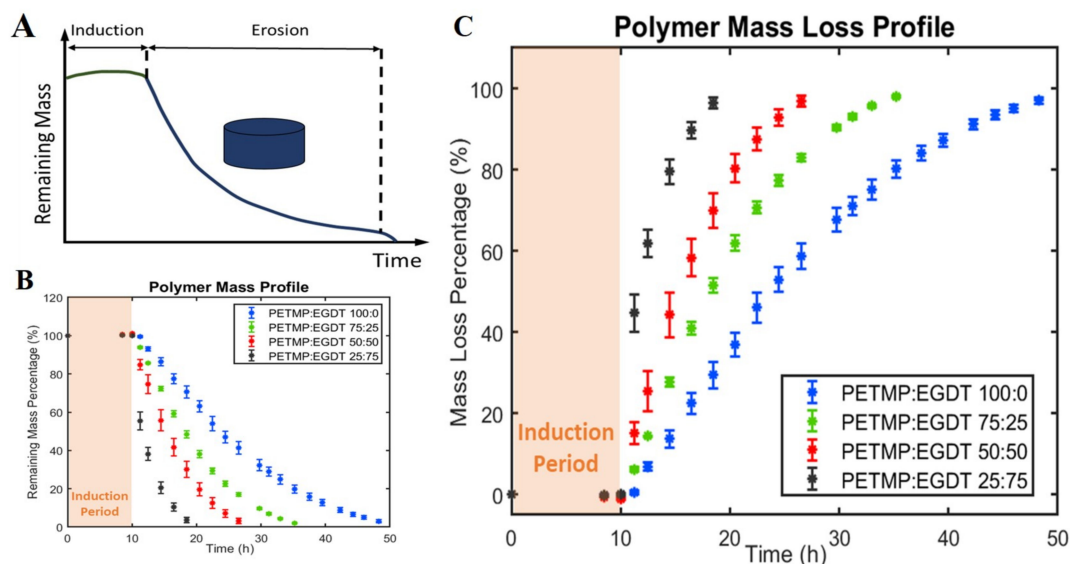 A
Induction
Erosion
Remaining Mass
Time
B
Polymer Mass Profile
Remaining Mass Percentage (%)
120
100
80
60
40
20
0
PETMP:EGDT 100:0
PETMP:EGDT 75:25
PETMP:EGDT 50:50
PETMP:EGDT 25:75
Induction
Period
0
10
20
30
40
50
60
Time (h)
C
Polymer Mass Loss Profile
Mass Loss Percentage (%)
100
80
60
40
20
0
Induction
Period
PETMP:EGDT 100:0
PETMP:EGDT 75:25
PETMP:EGDT 50:50
PETMP:EGDT 25:75
0
10
20
30
40
50
Time (h)